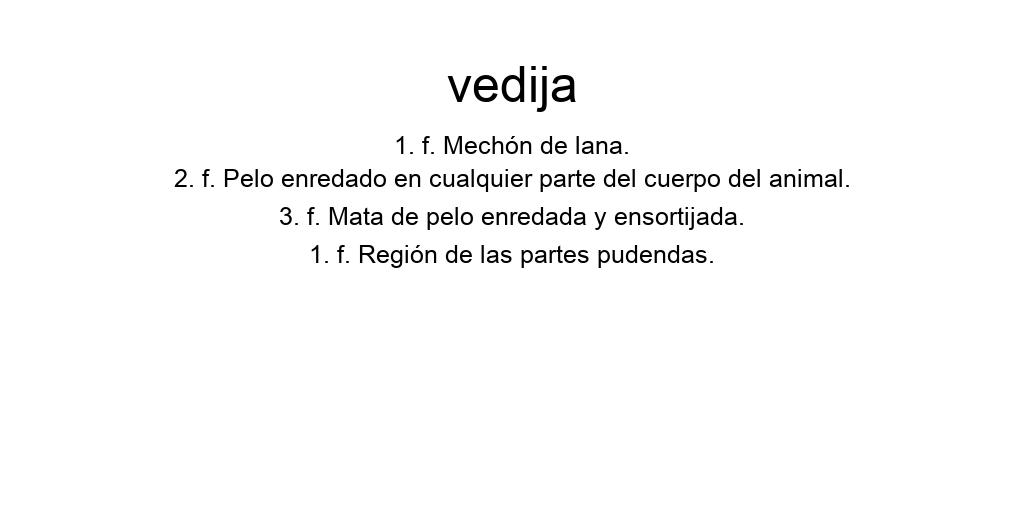 vedija
1. f. Mechón de lana.
2. f. Pelo enredado en cualquier parte del cuerpo del animal.
3. f. Mata de pelo enredada y ensortijada.
1. f. Región de las partes pudendas.